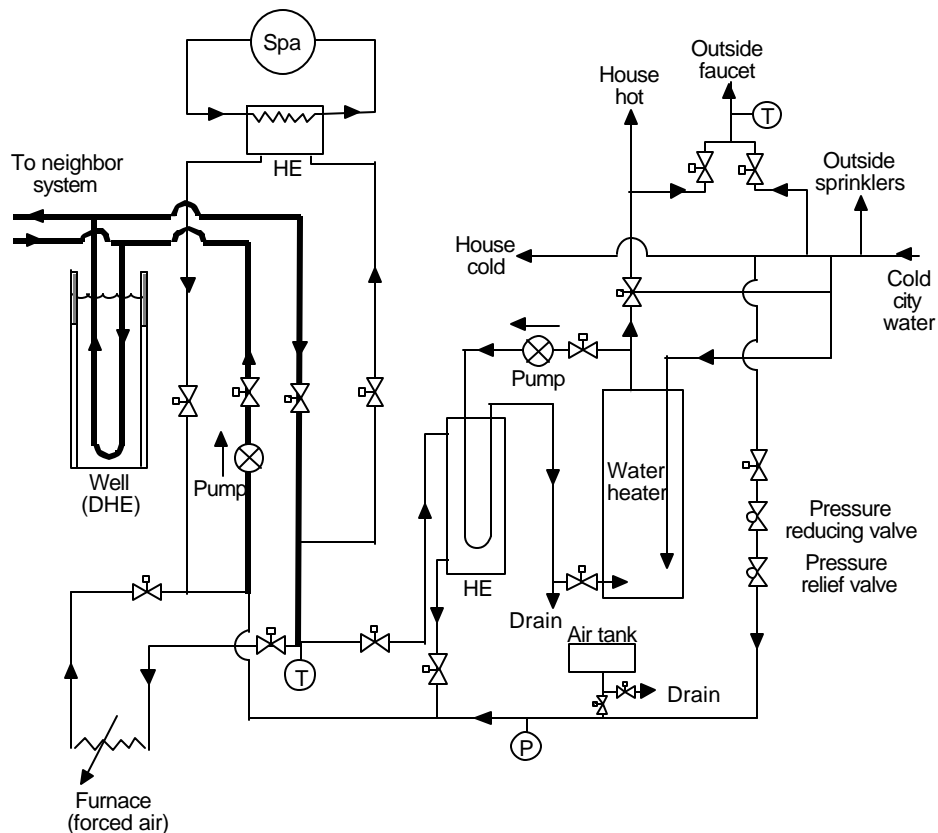 Spa
Outside
faucet
House
hot
T
HE
To neighbor
system
Outside
sprinklers
House
cold
Cold
city
water
Pump
Well
(DHE)
Pump
Water
heater
Pressure
reducing valve
Pressure
relief valve
HE
Drain
Air tank
T
Drain
P
Furnace
(forced air)